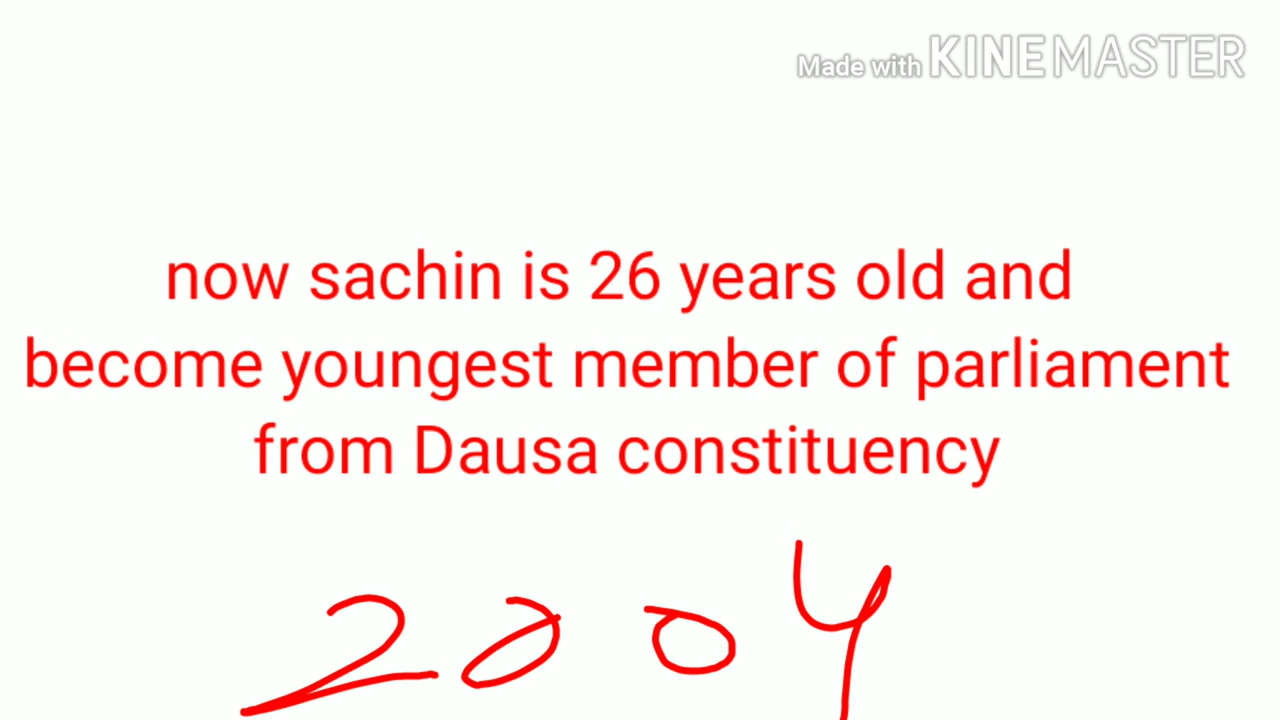 Made with KINEMASTER
now sachin is 26 years old and
become youngest member of parliament
from Dausa constituency
2004